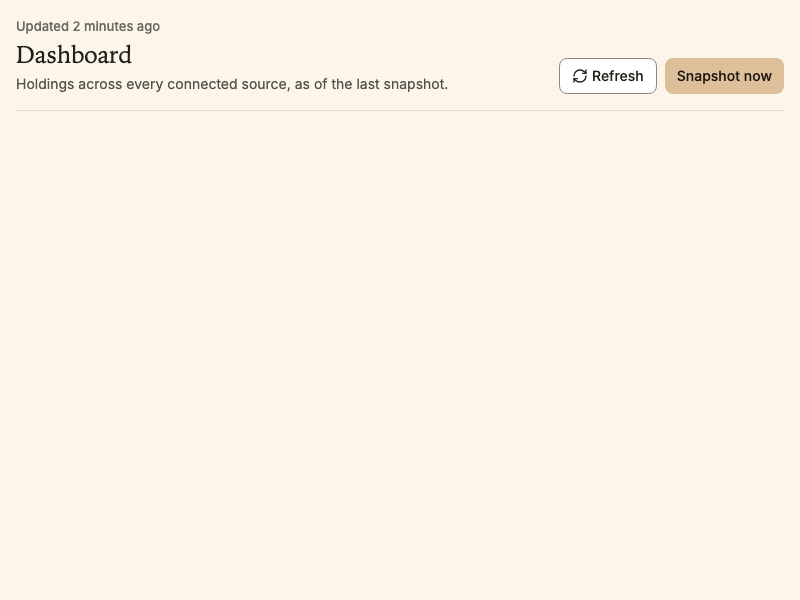 Updated 2 minutes ago
Dashboard
Holdings across every connected source, as of the last snapshot.
Refresh
Snapshot now